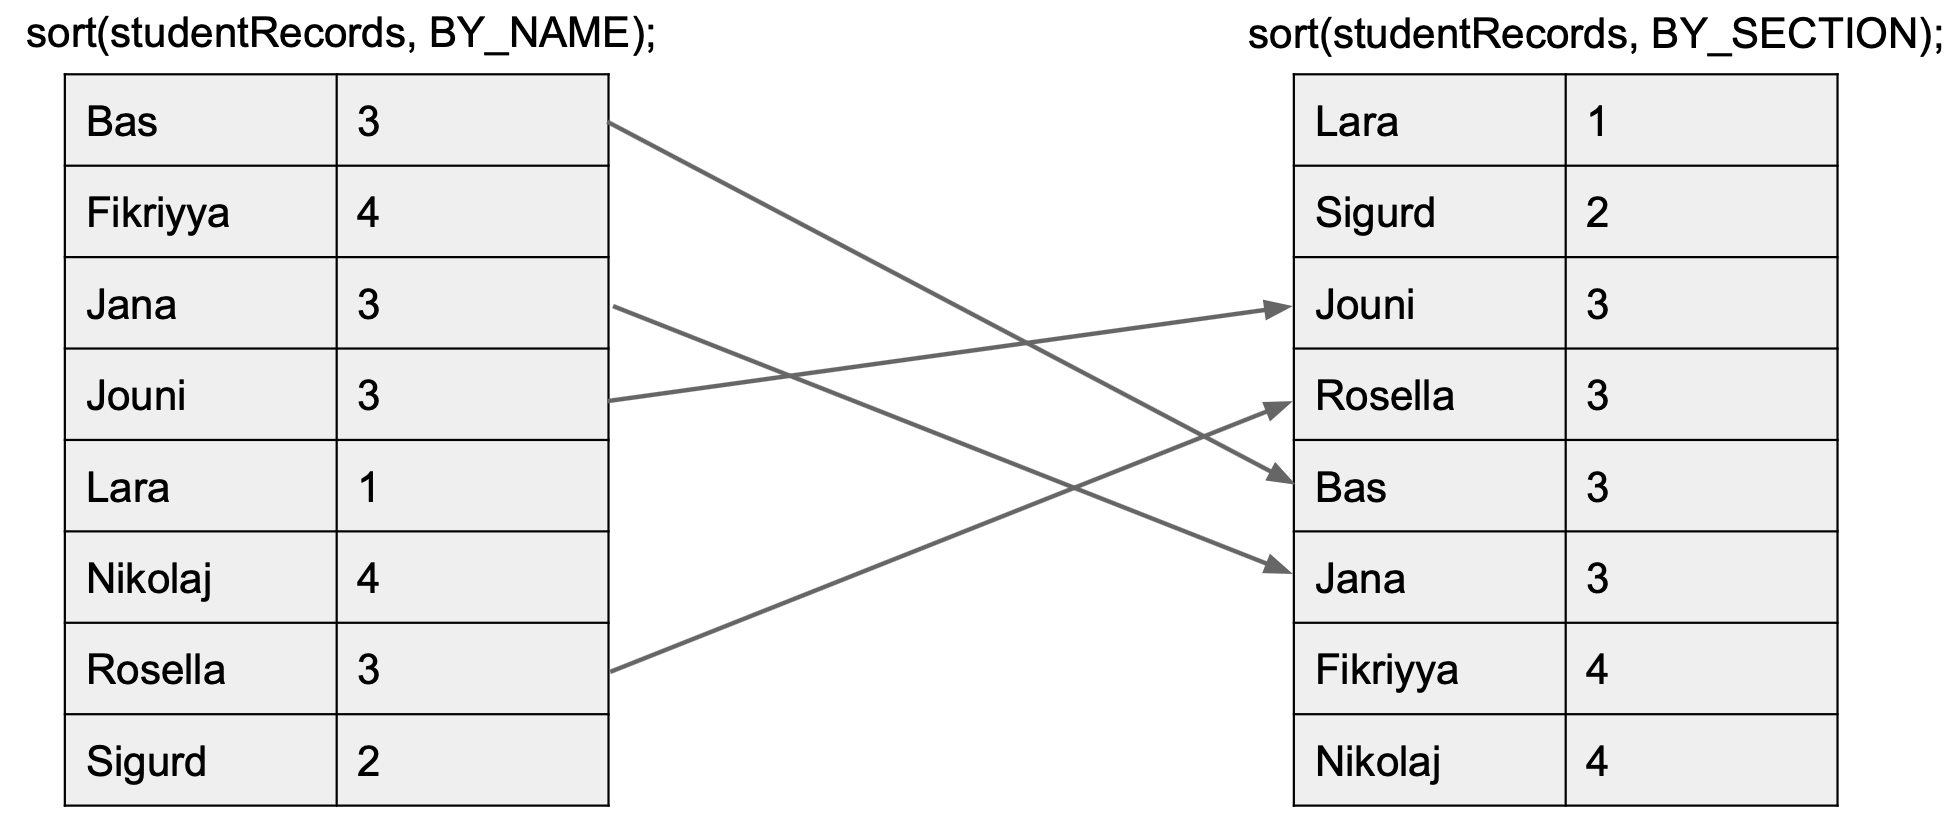 sort(studentRecords, BY_NAME);
Bas 3
Fikriyya 4
Jana 3
Jouni 3
Lara 1
Nikolaj 4
Rosella 3
Sigurd 2
sort(studentRecords, BY_SECTION);
Lara 1
Sigurd 2
Jouni 3
Rosella 3
Bas 3
Jana 3
Fikriyya 4
Nikolaj 4